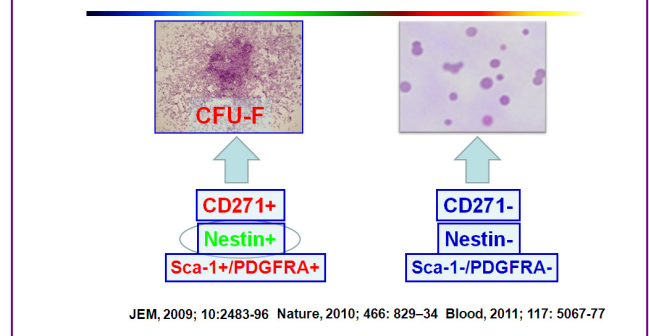 CFU-F
CD271+
Nestin+
Sca-1+/PDGFRA+
CD271-
Nestin-
Sca-1-/PDGFRA-
JEM, 2009; 10:2483-96 Nature, 2010; 466: 829–34 Blood, 2011; 117: 5067-77